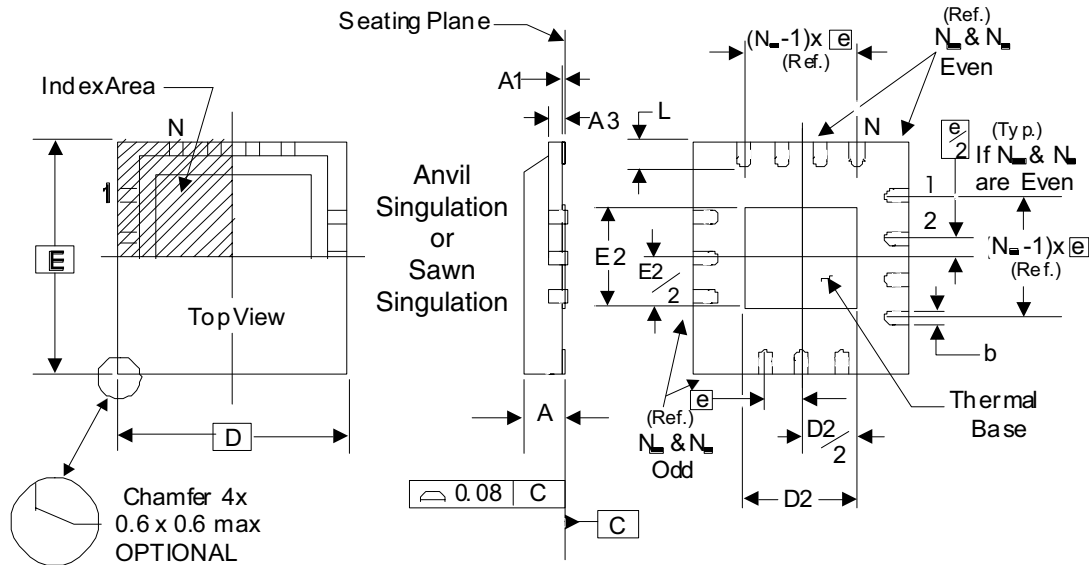 Seating Plane
IndexArea
N
1
E
TopView
D
Chamfer 4x
0.6 x 0.6 max
OPTIONAL
A1
A3
L
Anvil
Singulation
or
Sawn
Singulation
A
0.08 C
C
(N -1)x e
(Ref.)
(Ref.)
N & N
Even
N
e/2
(Typ.)
If N & N
are Even
1
2
(N -1)x e
(Ref.)
E2
E2/2
b
Thermal
Base
e
(Ref.)
N & N
Odd
D2/2
D2